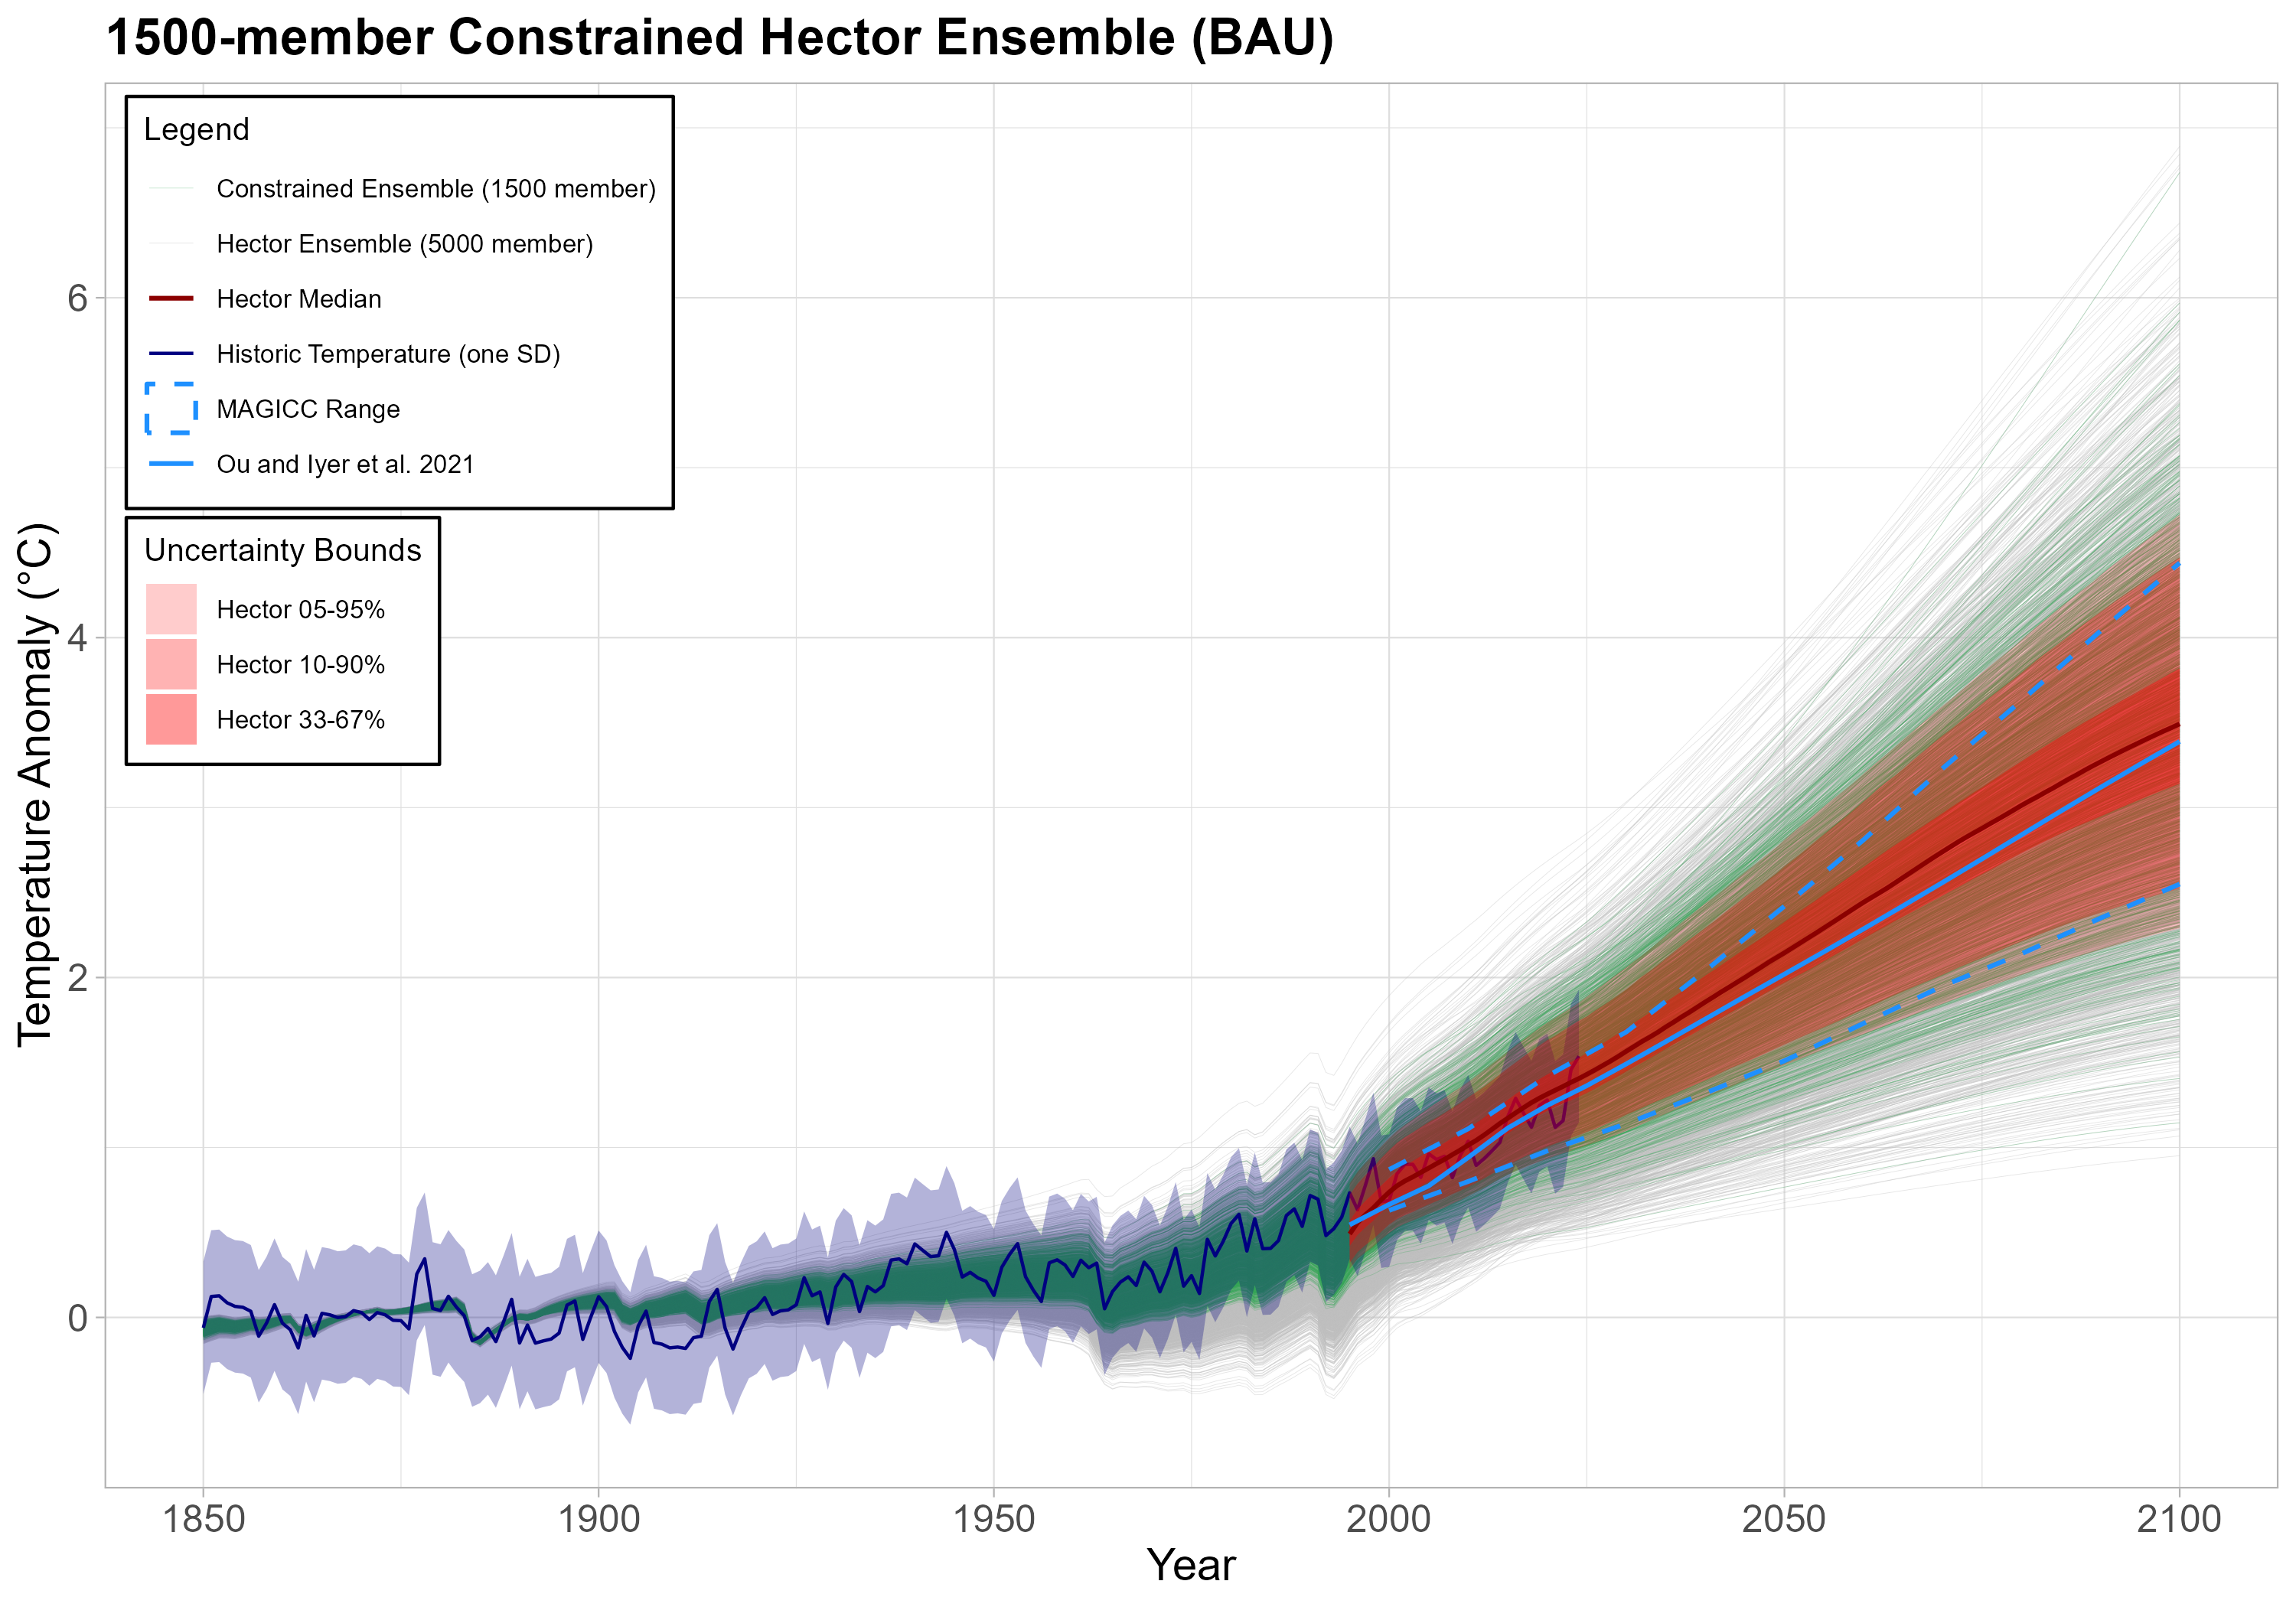 1500-member Constrained Hector Ensemble (BAU)
Legend
Constrained Ensemble (1500 member)
Hector Ensemble (5000 member)
Hector Median
Historic Temperature (one SD)
MAGICC Range
Ou and Iyer et al. 2021
Uncertainty Bounds
Hector 05-95%
Hector 10-90%
Hector 33-67%
Temperature Anomaly (°C)
6
4
2
0
1850
1900
1950
2000
2050
2100
Year